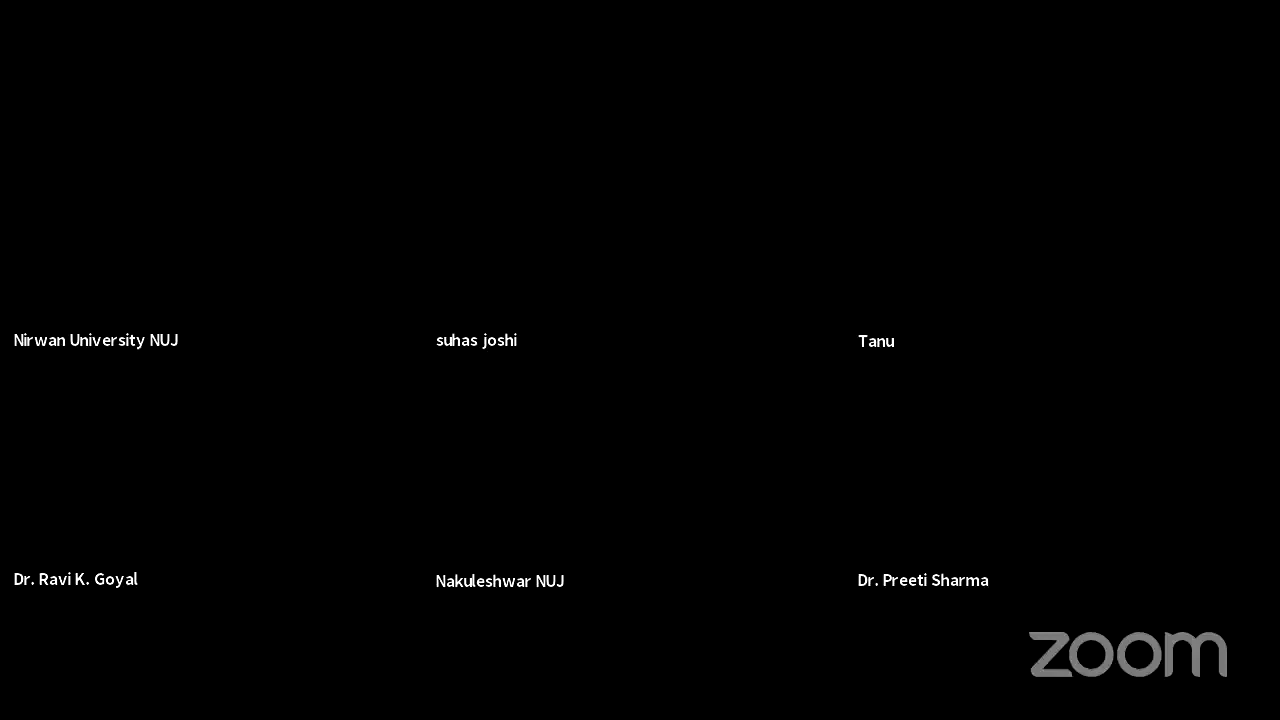 Nirwan University NUJ
suhas joshi
Tanu
Dr. Ravi K. Goyal
Nakuleshwar NUJ
Dr. Preeti Sharma
zoom